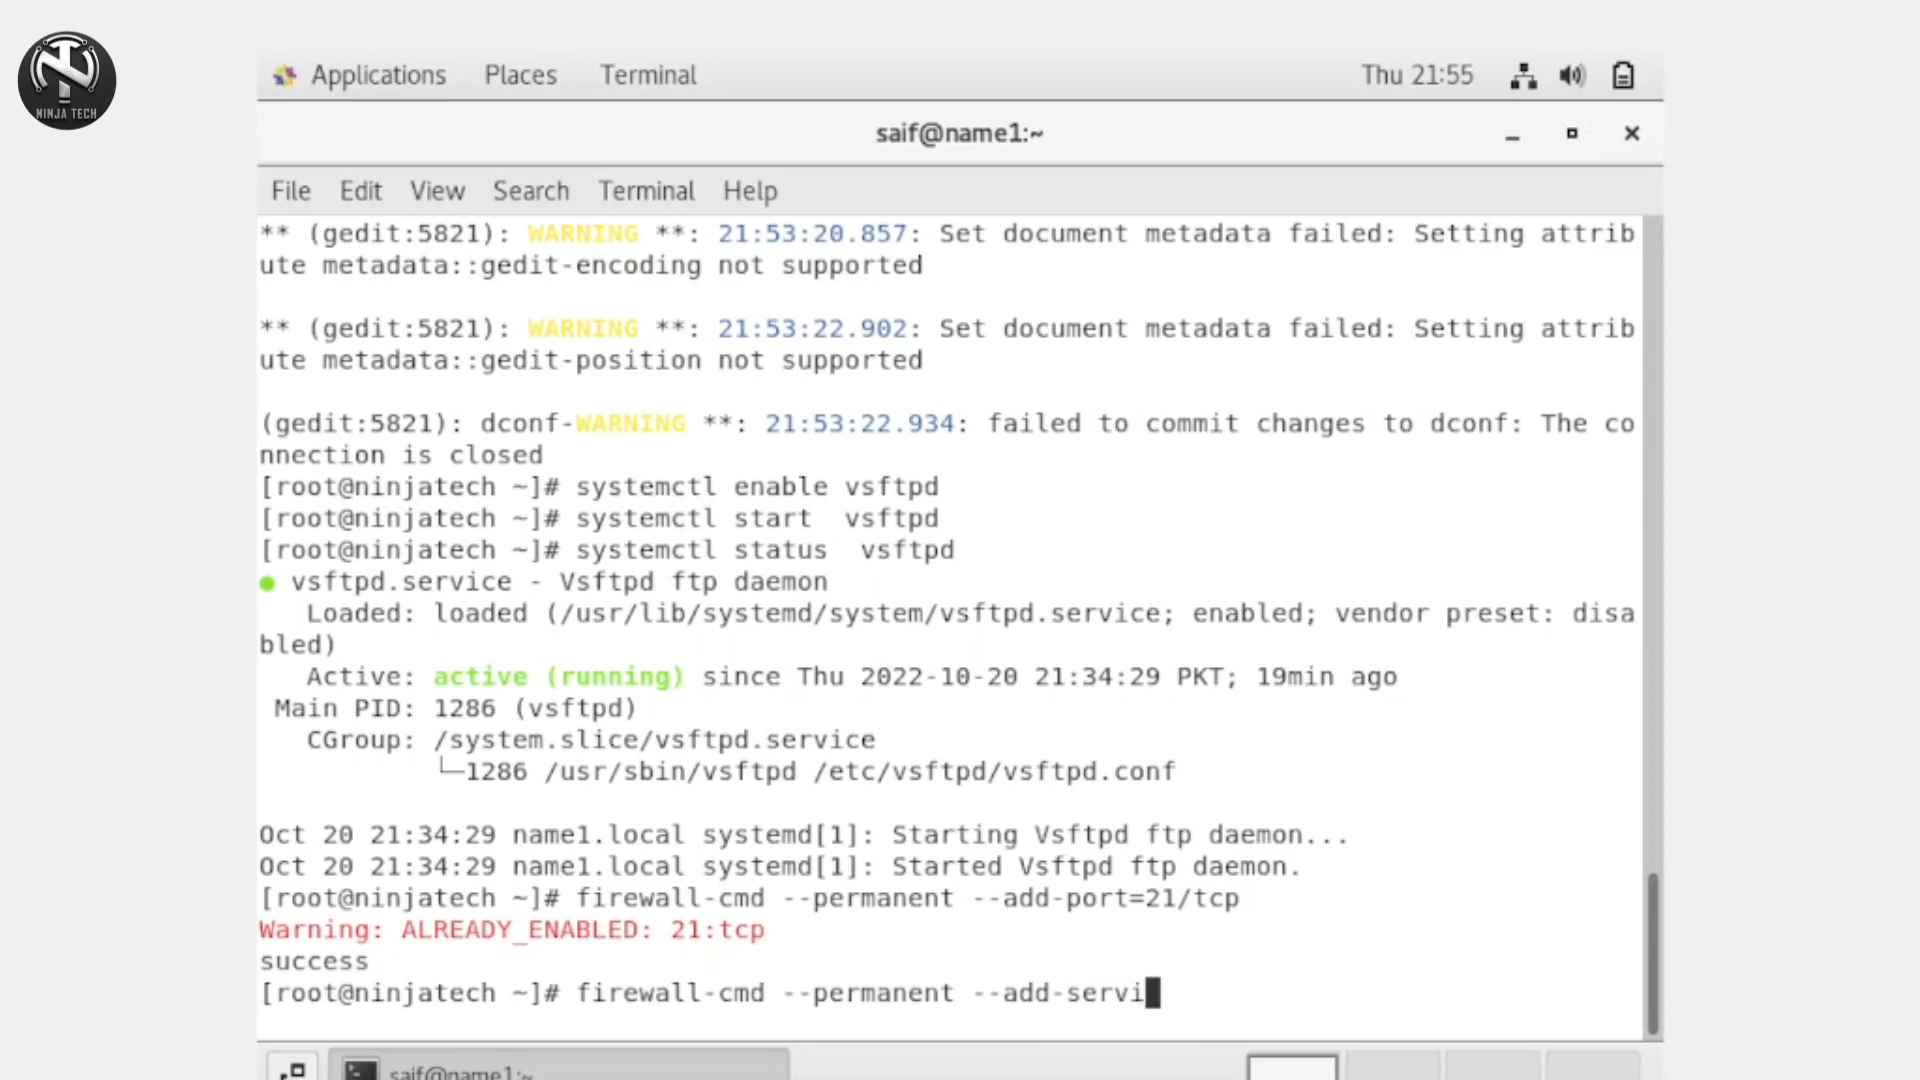 NINJA TECH
Applications Places Terminal Thu 21:55
saif@name1:~
File Edit View Search Terminal Help
** (gedit:5821): WARNING **: 21:53:20.857: Set document metadata failed: Setting attrib
ute metadata::gedit-encoding not supported
** (gedit:5821): WARNING **: 21:53:22.902: Set document metadata failed: Setting attrib
ute metadata::gedit-position not supported
(gedit:5821): dconf-WARNING **: 21:53:22.934: failed to commit changes to dconf: The co
nnection is closed
[root@ninjatech ~]# systemctl enable vsftpd
[root@ninjatech ~]# systemctl start  vsftpd
[root@ninjatech ~]# systemctl status  vsftpd
● vsftpd.service - Vsftpd ftp daemon
   Loaded: loaded (/usr/lib/systemd/system/vsftpd.service; enabled; vendor preset: disa
bled)
   Active: active (running) since Thu 2022-10-20 21:34:29 PKT; 19min ago
 Main PID: 1286 (vsftpd)
   CGroup: /system.slice/vsftpd.service
           └─1286 /usr/sbin/vsftpd /etc/vsftpd/vsftpd.conf
Oct 20 21:34:29 name1.local systemd[1]: Starting Vsftpd ftp daemon...
Oct 20 21:34:29 name1.local systemd[1]: Started Vsftpd ftp daemon.
[root@ninjatech ~]# firewall-cmd --permanent --add-port=21/tcp
Warning: ALREADY_ENABLED: 21:tcp
success
[root@ninjatech ~]# firewall-cmd --permanent --add-servi
saif@name1:~